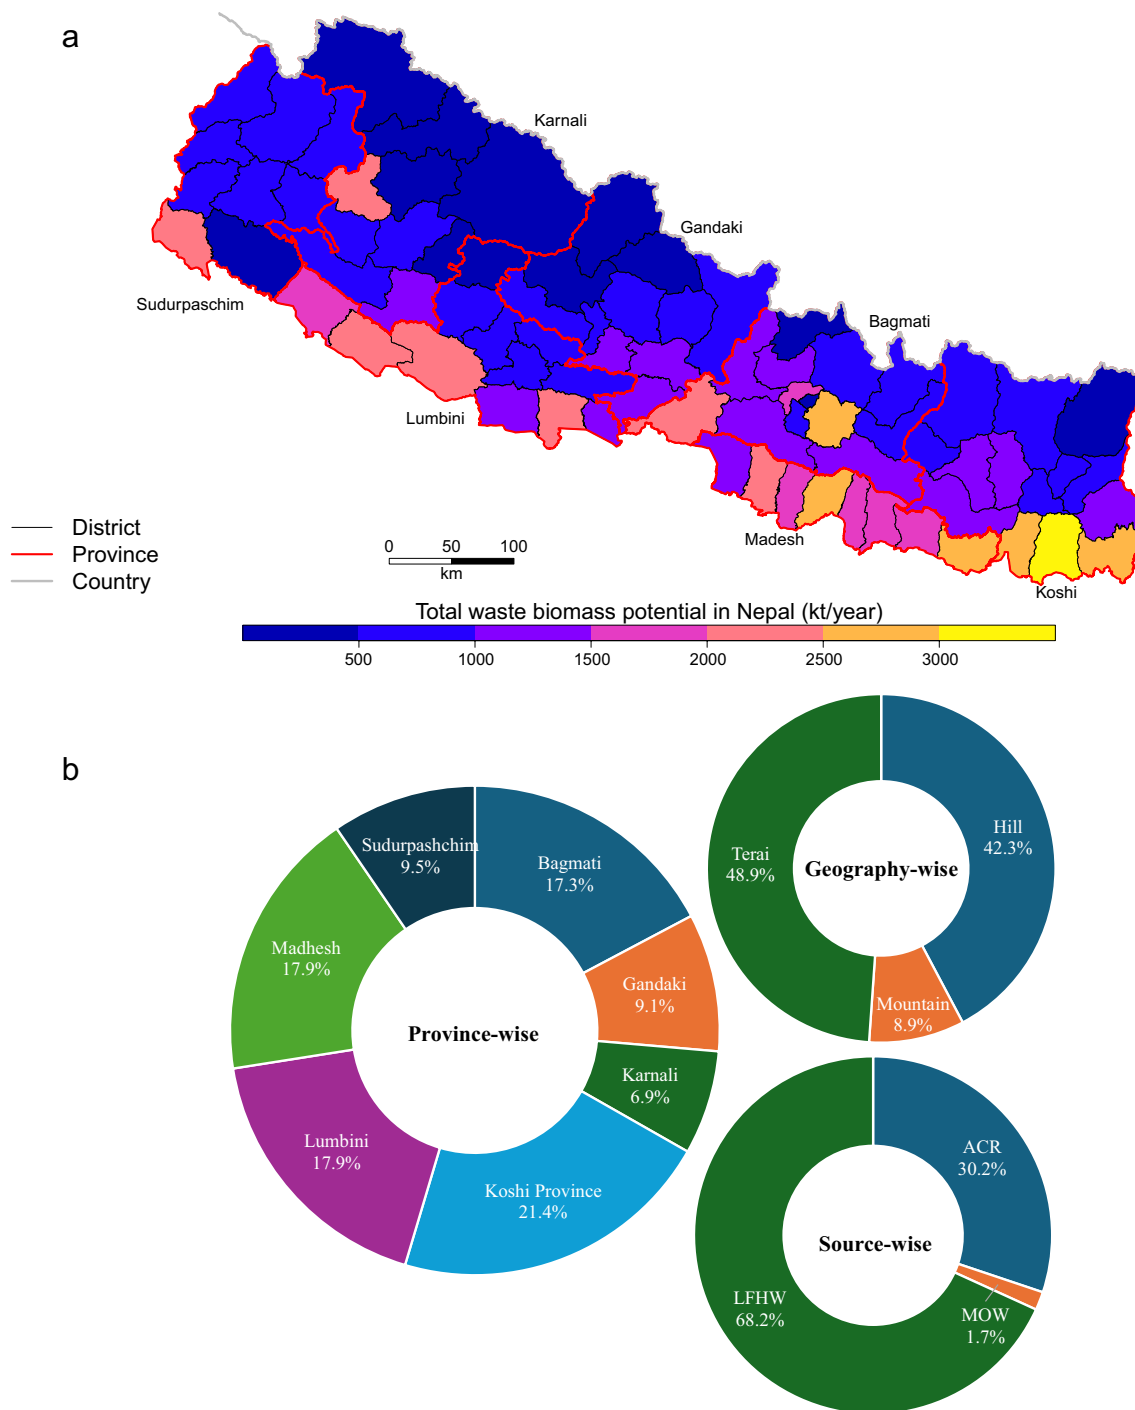 a
Karnali
Gandaki
Sudurpaschim
Bagmati
Lumbini
District
Province
Country
0 50 100
km
Madesh
Koshi
Total waste biomass potential in Nepal (kt/year)
500 1000 1500 2000 2500 3000
b
Sudurpashchim
9.5%
Bagmati
17.3%
Madhesh
17.9%
Gandaki
9.1%
Province-wise
Karnali
6.9%
Lumbini
17.9%
Koshi Province
21.4%
Hill
42.3%
Terai
48.9%
Geography-wise
Mountain
8.9%
ACR
30.2%
Source-wise
LFHW
68.2%
MOW
1.7%